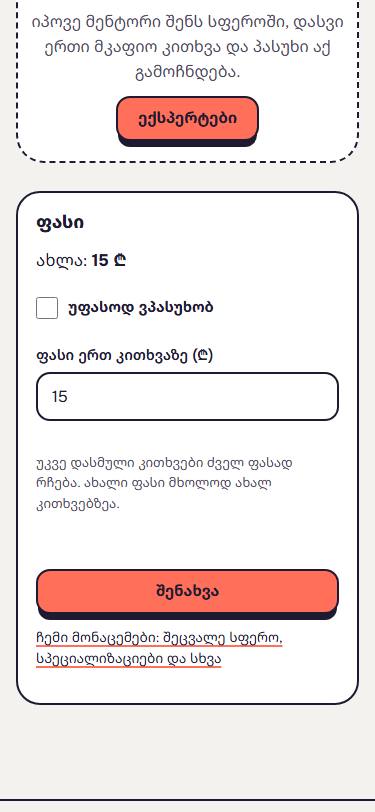 იპოვე მენტორი შენს სფეროში, დასვი
ერთი მკაფიო კითხვა და პასუხი აქ
გამოჩნდება.
ექსპერტები
ფასი
ახლა: 15 ₾
უფასოდ ვპასუხობ
ფასი ერთ კითხვაზე (₾)
15
უკვე დასმული კითხვები ძველ ფასად
რჩება. ახალი ფასი მხოლოდ ახალ
კითხვებზეა.
შენახვა
ჩემი მონაცემები: შეცვალე სფერო,
სპეციალიზაციები და სხვა